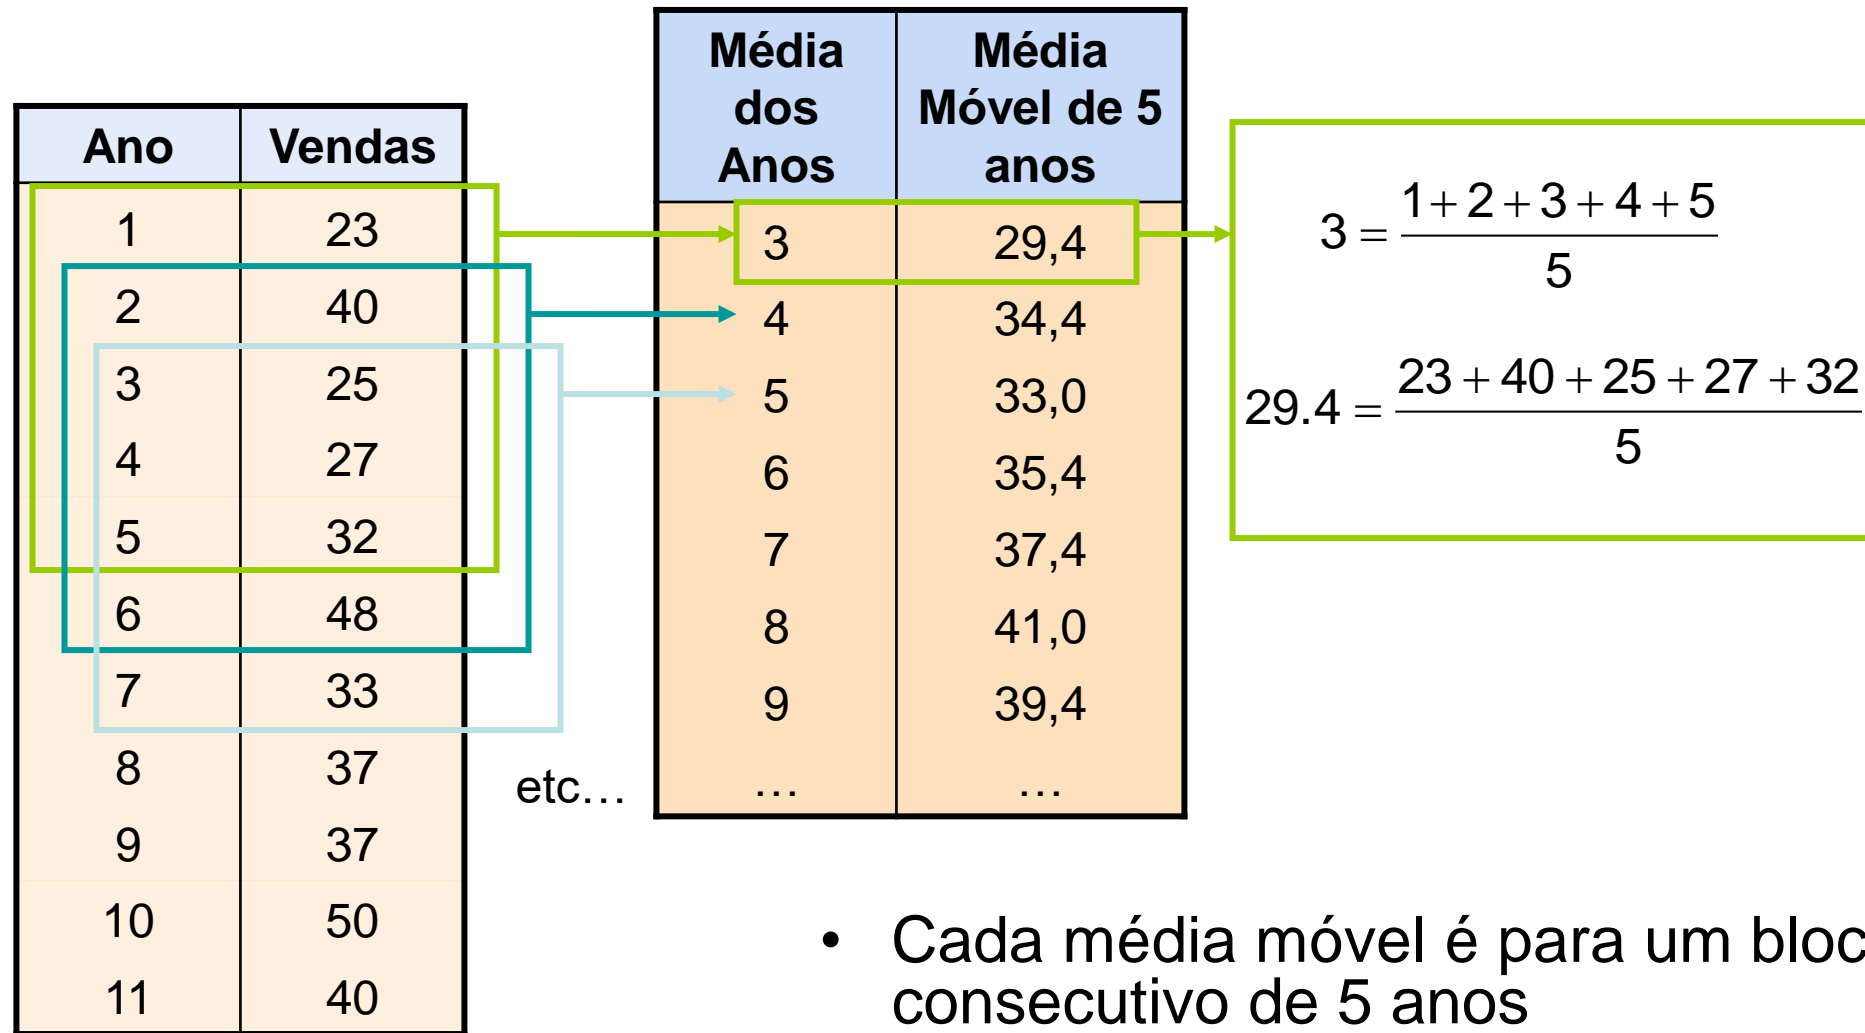 Ano Vendas
1 23
2 40
3 25
4 27
5 32
6 48
7 33
8 37
9 37
10 50
11 40
etc…
Média dos Anos Média Móvel de 5 anos
3 29,4
4 34,4
5 33,0
6 35,4
7 37,4
8 41,0
9 39,4
… …
3 = (1 + 2 + 3 + 4 + 5) / 5
29.4 = (23 + 40 + 25 + 27 + 32) / 5
• Cada média móvel é para um bloc
consecutivo de 5 anos